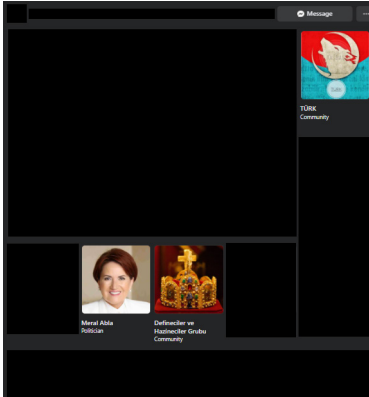 Message
TÜRK
Community
Meral Abla
Politician
Defineciler ve
Hazineciler Grubu
Community